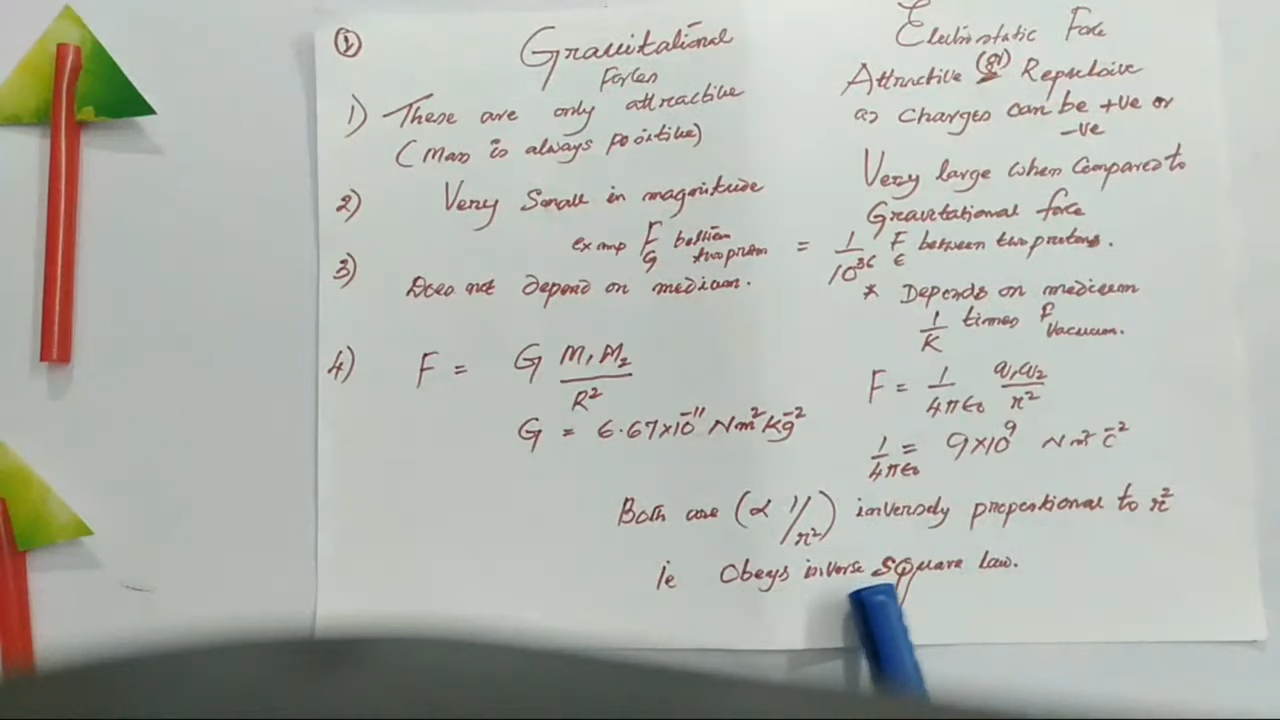 ①
Gravitational
Forces
1) These are only attractive
(Mass is always positive)
2) Very Small in magnitude
examp F_G between two proton
3) Does not depend on medium.
4) F = G M₁M₂/R²
G = 6.67×10⁻¹¹ Nm²Kg⁻²
Electrostatic Force
Attractive (or) Repulsive
as charges can be +ve or
-ve
Very large when compared to
Gravitational force
= 1/10³⁶ F_E between two protons.
* Depends on medium
1/K times F Vacuum.
F = 1/4πε₀ q₁q₂/r²
1/4πε₀ = 9×10⁹ Nm²C⁻²
Both are (∝ 1/r²) inversely proportional to r²
ie Obeys inverse square law.